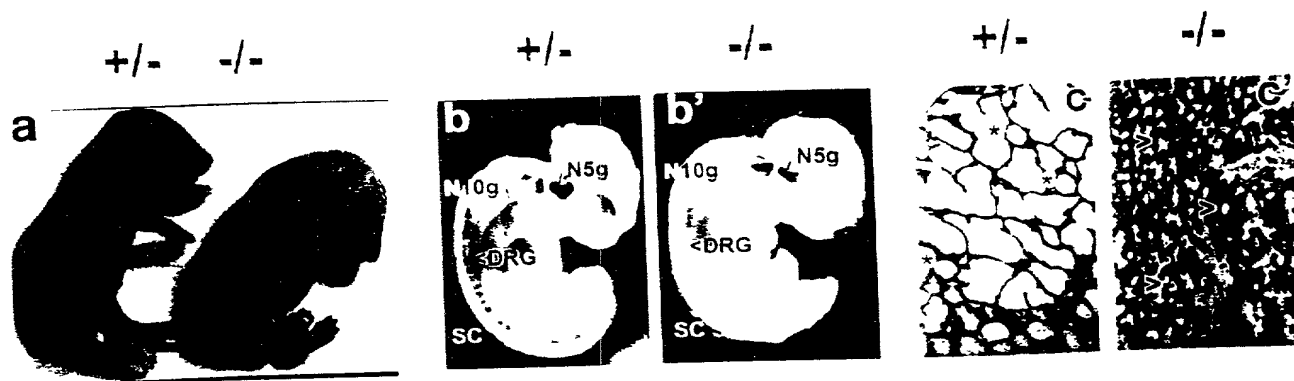 +/- -/- +/- -/- +/- -/-
a b b' c c'
N10g N5g N10g N5g
<DRG <DRG
SC SC
* * *
V V V